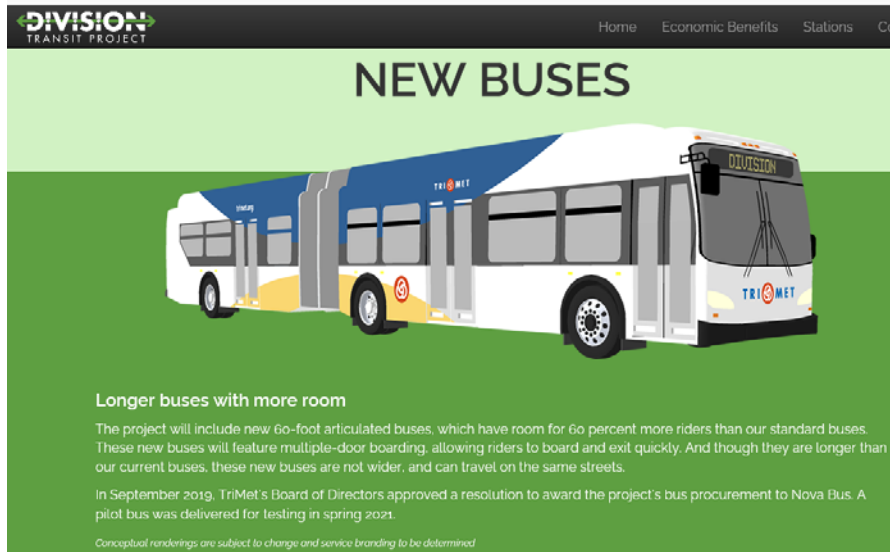 DIVISION
TRANSIT PROJECT
Home Economic Benefits Stations
NEW BUSES
DIVISION
TRIMET
trimet.org
TRI MET
Longer buses with more room
The project will include new 60-foot articulated buses, which have room for 60 percent more riders than our standard buses.
These new buses will feature multiple-door boarding, allowing riders to board and exit quickly. And though they are longer than
our current buses, these new buses are not wider, and can travel on the same streets.
In September 2019, TriMet's Board of Directors approved a resolution to award the project's bus procurement to Nova Bus. A
pilot bus was delivered for testing in spring 2021.
Conceptual renderings are subject to change and service branding to be determined